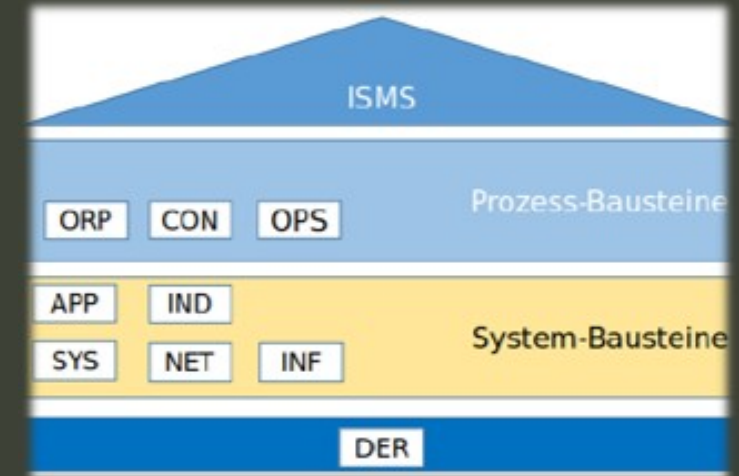 ISMS
Prozess-Bausteine
ORP CON OPS
APP IND
System-Bausteine
SYS NET INF
DER